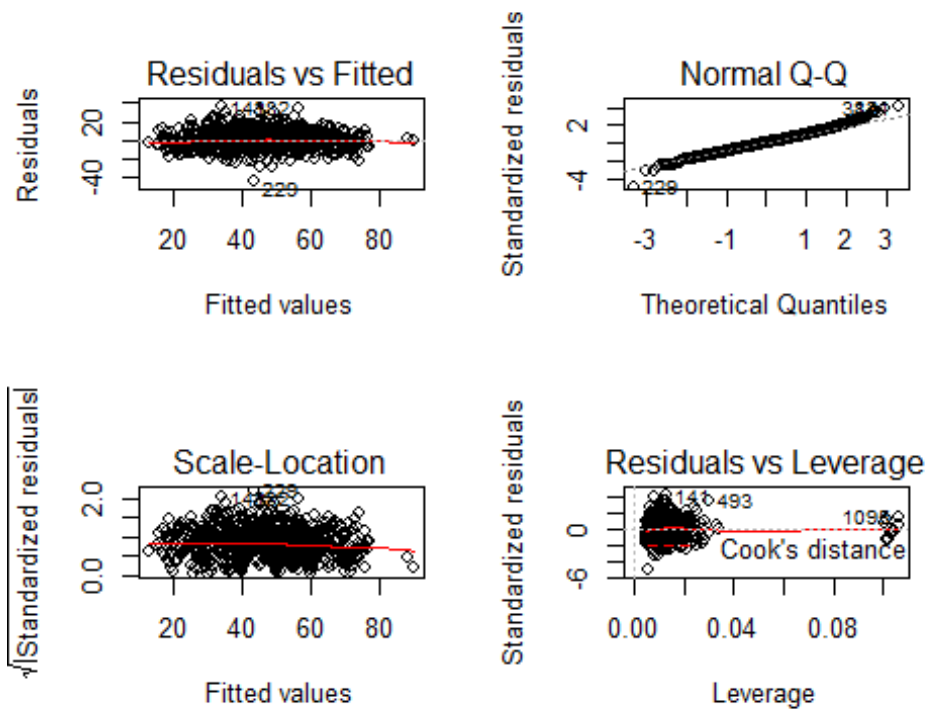 Residuals vs Fitted
Residuals
20
-40
229
20 40 60 80
Fitted values
Normal Q-Q
Standardized residuals
2
-4
229
-3 -1 1 2 3
Theoretical Quantiles
Scale-Location
√|Standardized residuals|
2.0
0.0
20 40 60 80
Fitted values
Residuals vs Leverage
Standardized residuals
0
-6
141
493
Cook's distance
0.00 0.04 0.08
Leverage